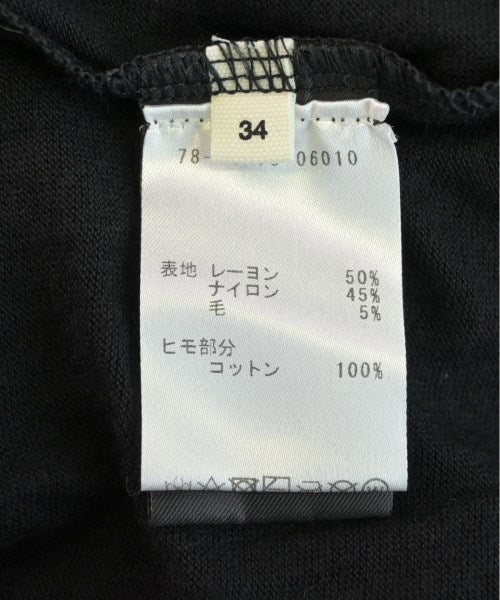 34
78- 06010
表地 レーヨン 50%
ナイロン 45%
毛 5%
ヒモ部分
コットン 100%